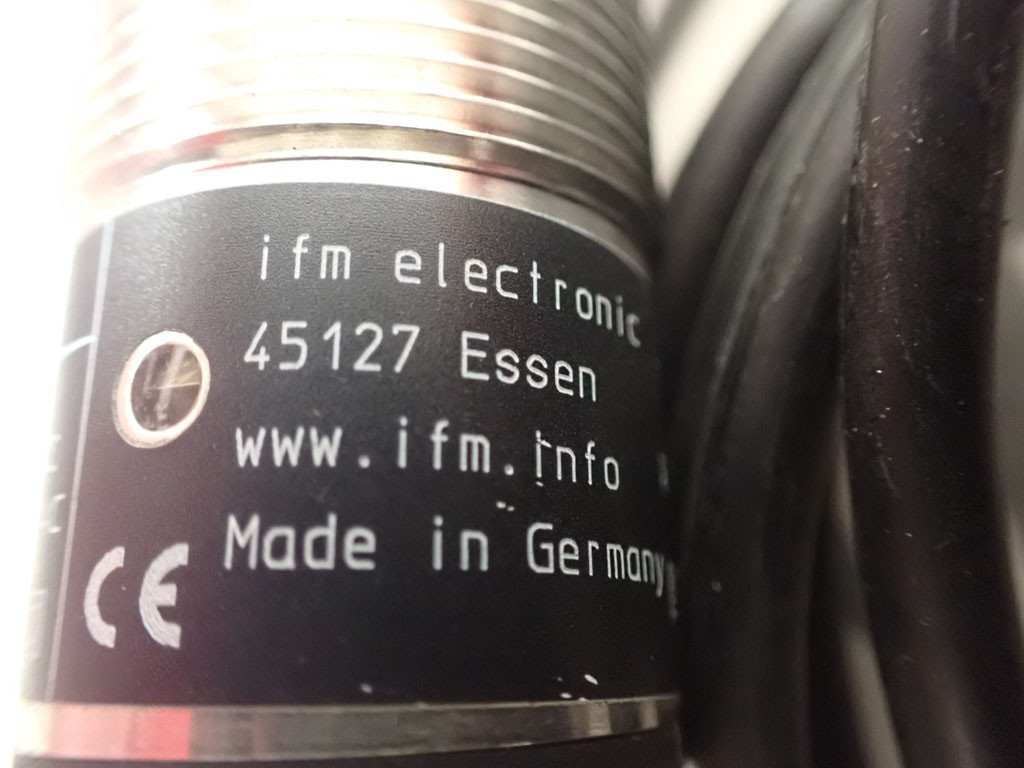 ifm electronic
45127 Essen
www.ifm.info
Made in Germany
CE